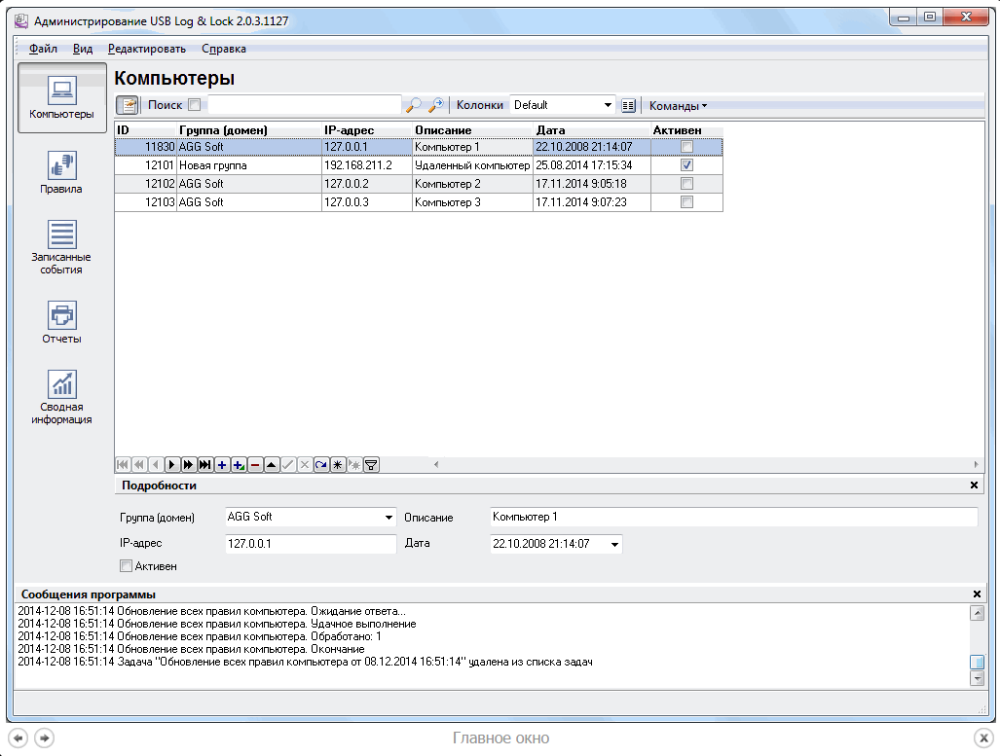 Администрирование USB Log & Lock 2.0.3.1127
Файл Вид Редактировать Справка
Компьютеры
Правила
Записанные
события
Отчеты
Сводная
информация
Компьютеры
Поиск Колонки Default Команды
ID Группа (домен) IP-адрес Описание Дата Активен
11830 AGG Soft 127.0.0.1 Компьютер 1 22.10.2008 21:14:07
12101 Новая группа 192.168.211.2 Удаленный компьютер 25.08.2014 17:15:34
12102 AGG Soft 127.0.0.2 Компьютер 2 17.11.2014 9:05:18
12103 AGG Soft 127.0.0.3 Компьютер 3 17.11.2014 9:07:23
Подробности
Группа (домен) AGG Soft Описание Компьютер 1
IP-адрес 127.0.0.1 Дата 22.10.2008 21:14:07
Активен
Сообщения программы
2014-12-08 16:51:14 Обновление всех правил компьютера. Ожидание ответа...
2014-12-08 16:51:14 Обновление всех правил компьютера. Удачное выполнение
2014-12-08 16:51:14 Обновление всех правил компьютера. Обработано: 1
2014-12-08 16:51:14 Обновление всех правил компьютера. Окончание
2014-12-08 16:51:14 Задача "Обновление всех правил компьютера от 08.12.2014 16:51:14" удалена из списка задач
Главное окно